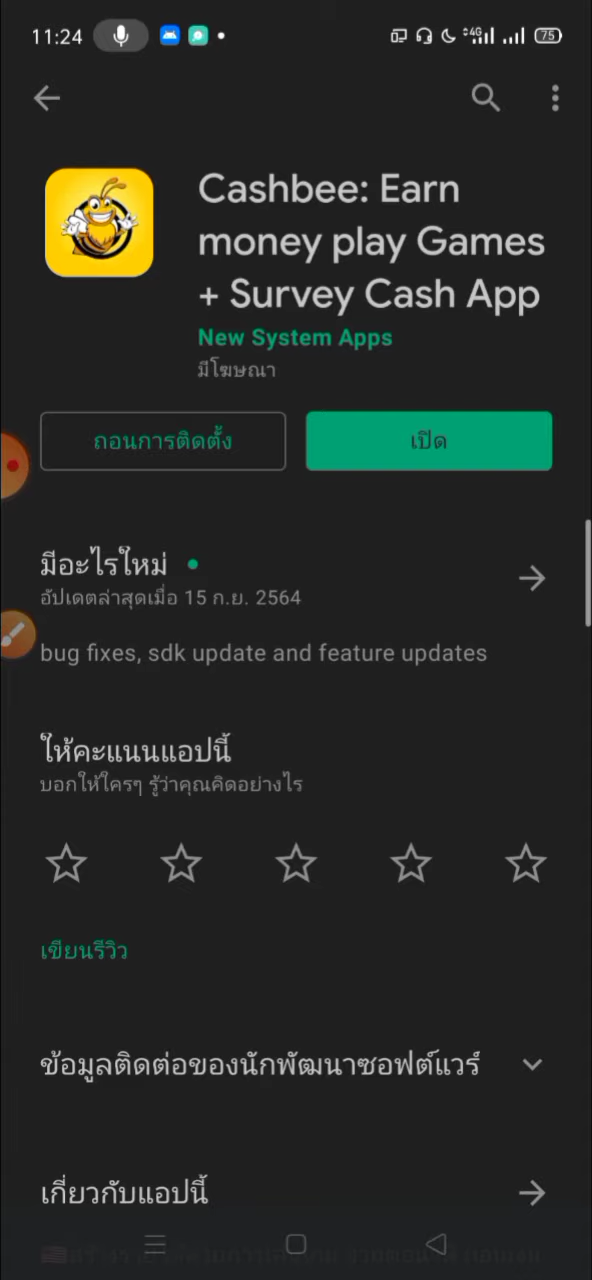 11:24
4G
75
Cashbee: Earn
money play Games
+ Survey Cash App
New System Apps
มีโฆษณา
ถอนการติดตั้ง
เปิด
มีอะไรใหม่
อัปเดตล่าสุดเมื่อ 15 ก.ย. 2564
bug fixes, sdk update and feature updates
ให้คะแนนแอปนี้
บอกให้ใครๆ รู้ว่าคุณคิดอย่างไร
เขียนรีวิว
ข้อมูลติดต่อของนักพัฒนาซอฟต์แวร์
เกี่ยวกับแอปนี้